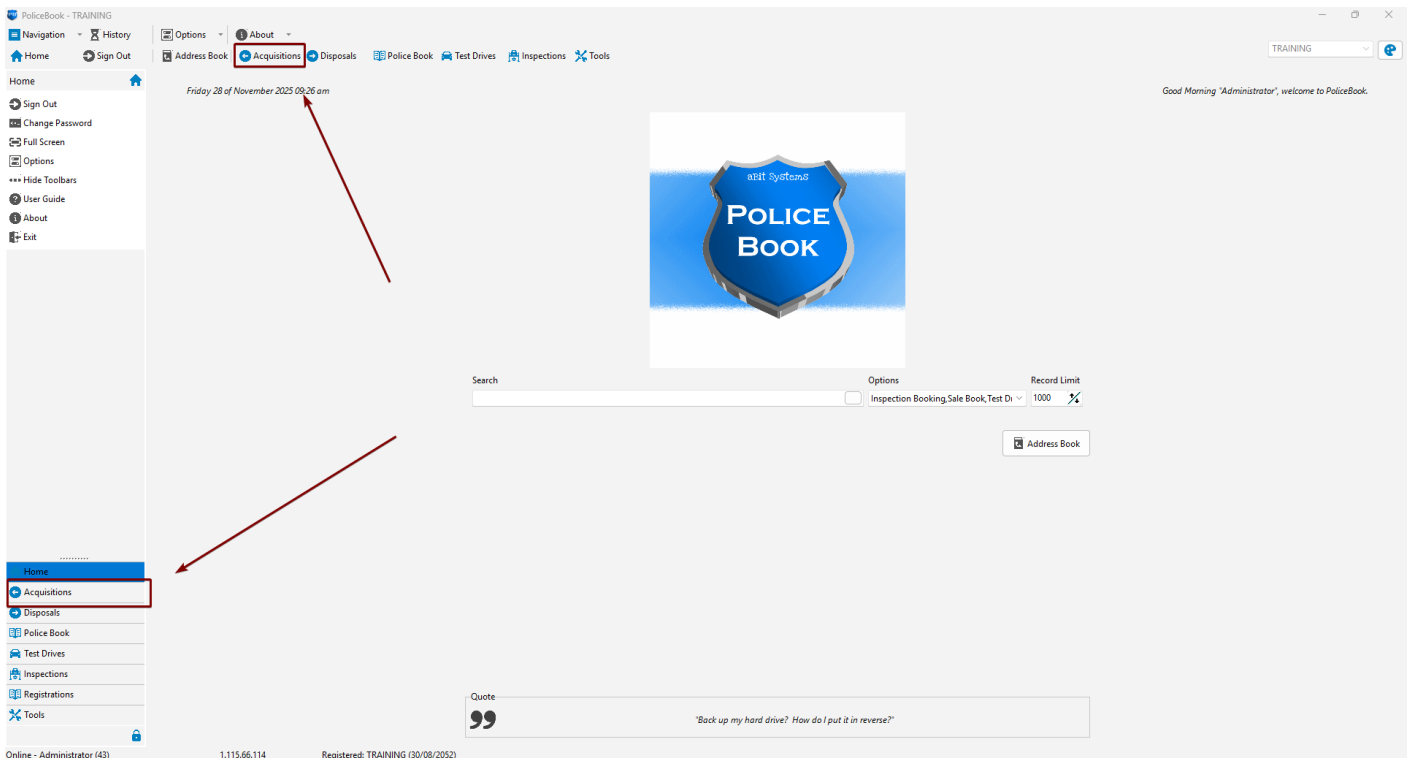 PoliceBook - TRAINING
Navigation History Options About
Home Sign Out Address Book Acquisitions Disposals Police Book Test Drives Inspections Tools TRAINING
Home
Friday 28 of November 2025 09:26 am
Good Morning "Administrator", welcome to PoliceBook.
Sign Out
Change Password
Full Screen
Options
Hide Toolbars
User Guide
About
Exit
aBit Systems
POLICE
BOOK
Search Options Record Limit
Inspection Booking,Sale Book,Test Dr 1000
Address Book
Home
Acquisitions
Disposals
Police Book
Test Drives
Inspections
Registrations
Tools
Quote
"Back up my hard drive? How do I put it in reverse?"
Online - Administrator (43) 1.115.66.114 Registered: TRAINING (30/08/2052)